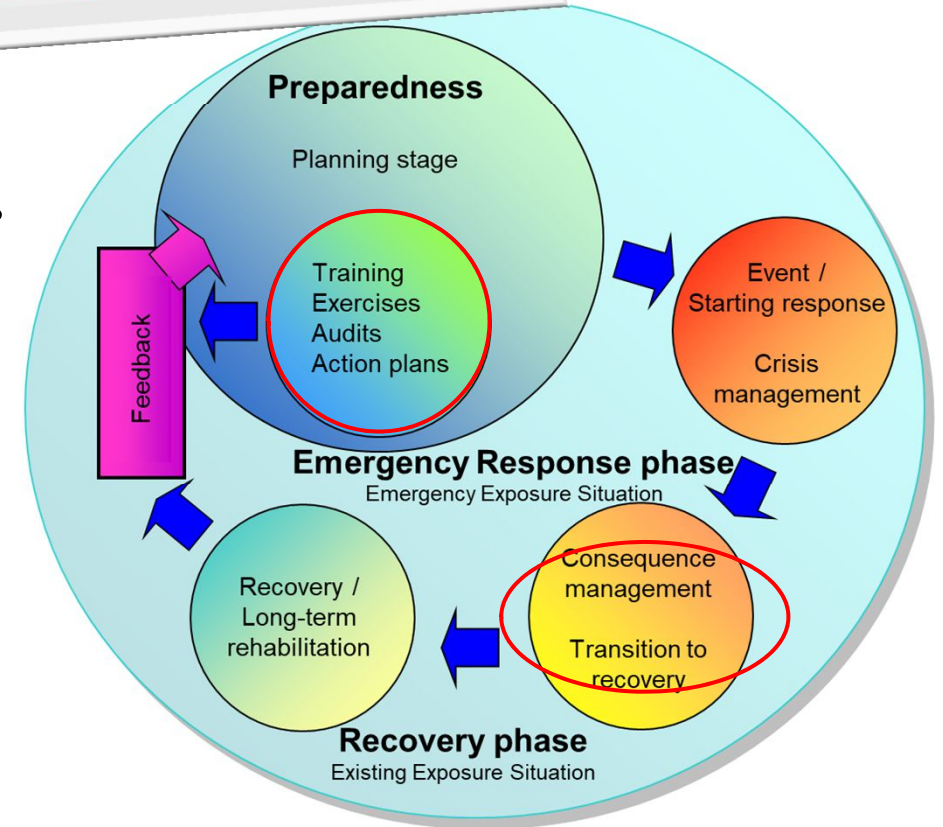 Preparedness
Planning stage
Training
Exercises
Audits
Action plans
Feedback
Event /
Starting response
Crisis
management
Emergency Response phase
Emergency Exposure Situation
Consequence
management
Transition to
recovery
Recovery /
Long-term
rehabilitation
Recovery phase
Existing Exposure Situation